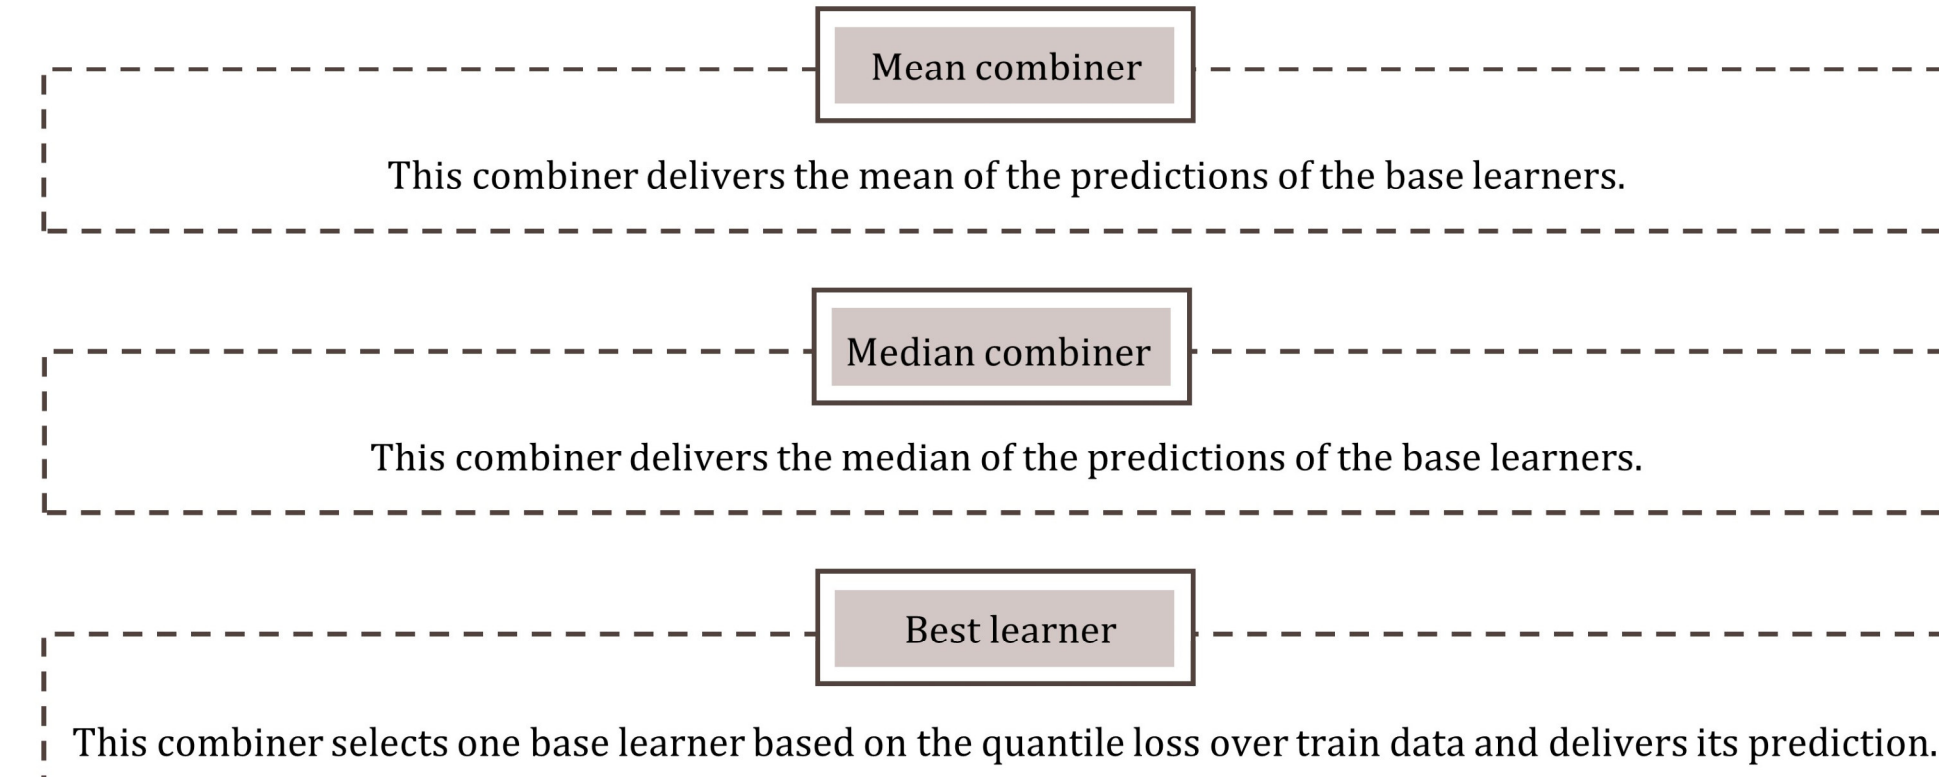 Mean combiner
This combiner delivers the mean of the predictions of the base learners.
Median combiner
This combiner delivers the median of the predictions of the base learners.
Best learner
This combiner selects one base learner based on the quantile loss over train data and delivers its prediction.